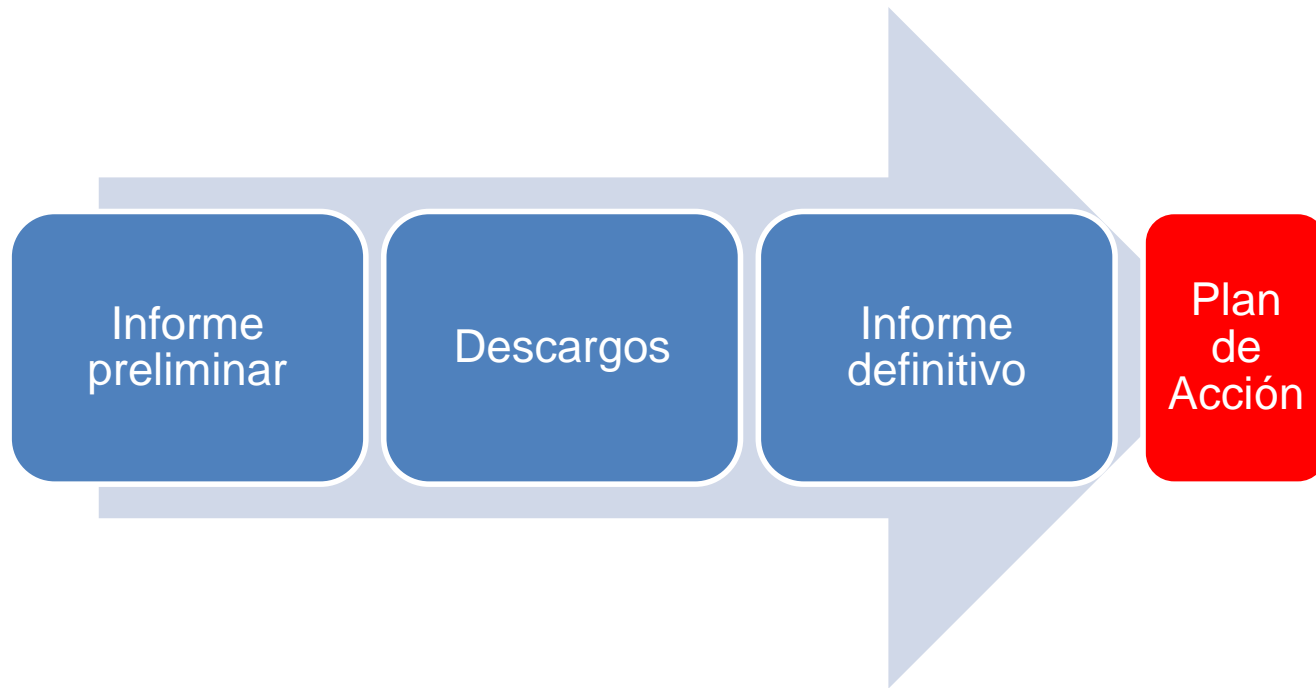 Informe
preliminar
Descargos
Informe
definitivo
Plan
de
Acción